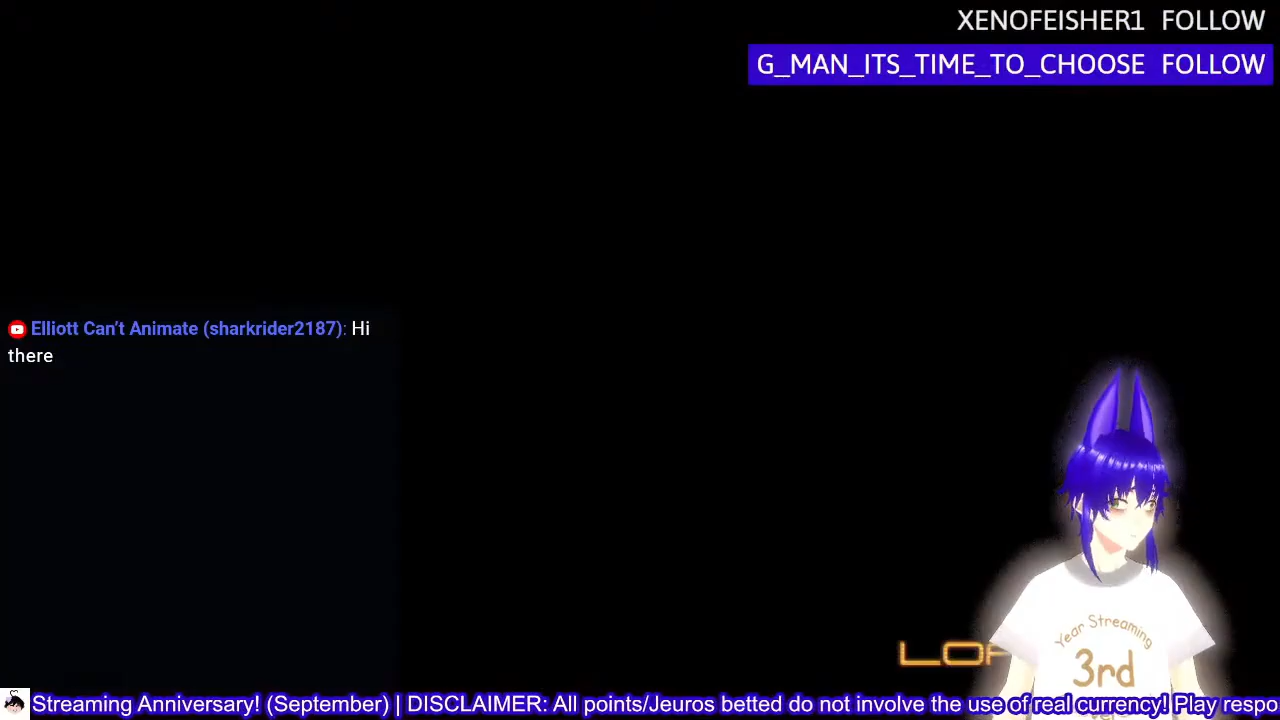 XENOFEISHER1 FOLLOW
G_MAN_ITS_TIME_TO_CHOOSE FOLLOW
Elliott Can’t Animate (sharkrider2187): Hi
there
Year Streaming
3rd
Streaming Anniversary! (September) | DISCLAIMER: All points/Jeuros betted do not involve the use of real currency! Play respo